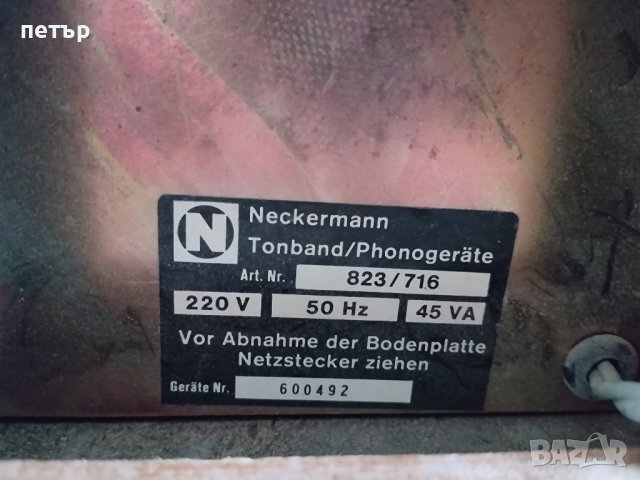 петър
N Neckermann
Tonband/Phonogeräte
Art. Nr. 823/716
220 V 50 Hz 45 VA
Vor Abnahme der Bodenplatte
Netzstecker ziehen
Geräte Nr. 600492
BAZAR